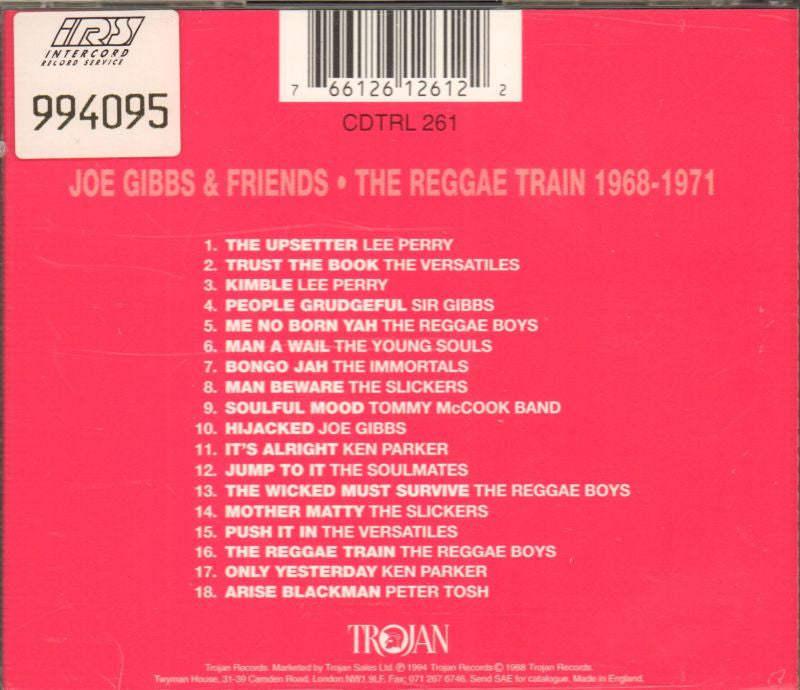 IRS
INTERCORD
RECORD SERVICE
994095
7 66126 12612 2
CDTRL 261
JOE GIBBS & FRIENDS • THE REGGAE TRAIN 1968-1971
1. THE UPSETTER LEE PERRY
2. TRUST THE BOOK THE VERSATILES
3. KIMBLE LEE PERRY
4. PEOPLE GRUDGEFUL SIR GIBBS
5. ME NO BORN YAH THE REGGAE BOYS
6. MAN A WAIL THE YOUNG SOULS
7. BONGO JAH THE IMMORTALS
8. MAN BEWARE THE SLICKERS
9. SOULFUL MOOD TOMMY McCOOK BAND
10. HIJACKED JOE GIBBS
11. IT'S ALRIGHT KEN PARKER
12. JUMP TO IT THE SOULMATES
13. THE WICKED MUST SURVIVE THE REGGAE BOYS
14. MOTHER MATTY THE SLICKERS
15. PUSH IT IN THE VERSATILES
16. THE REGGAE TRAIN THE REGGAE BOYS
17. ONLY YESTERDAY KEN PARKER
18. ARISE BLACKMAN PETER TOSH
TROJAN
Trojan Records. Marketed by Trojan Sales Ltd. ℗ 1994 Trojan Records © 1988 Trojan Records.
Twyman House, 31-39 Camden Road, London NW1 9LF, Fax; 071 267 6746. Send SAE for catalogue. Made in England.